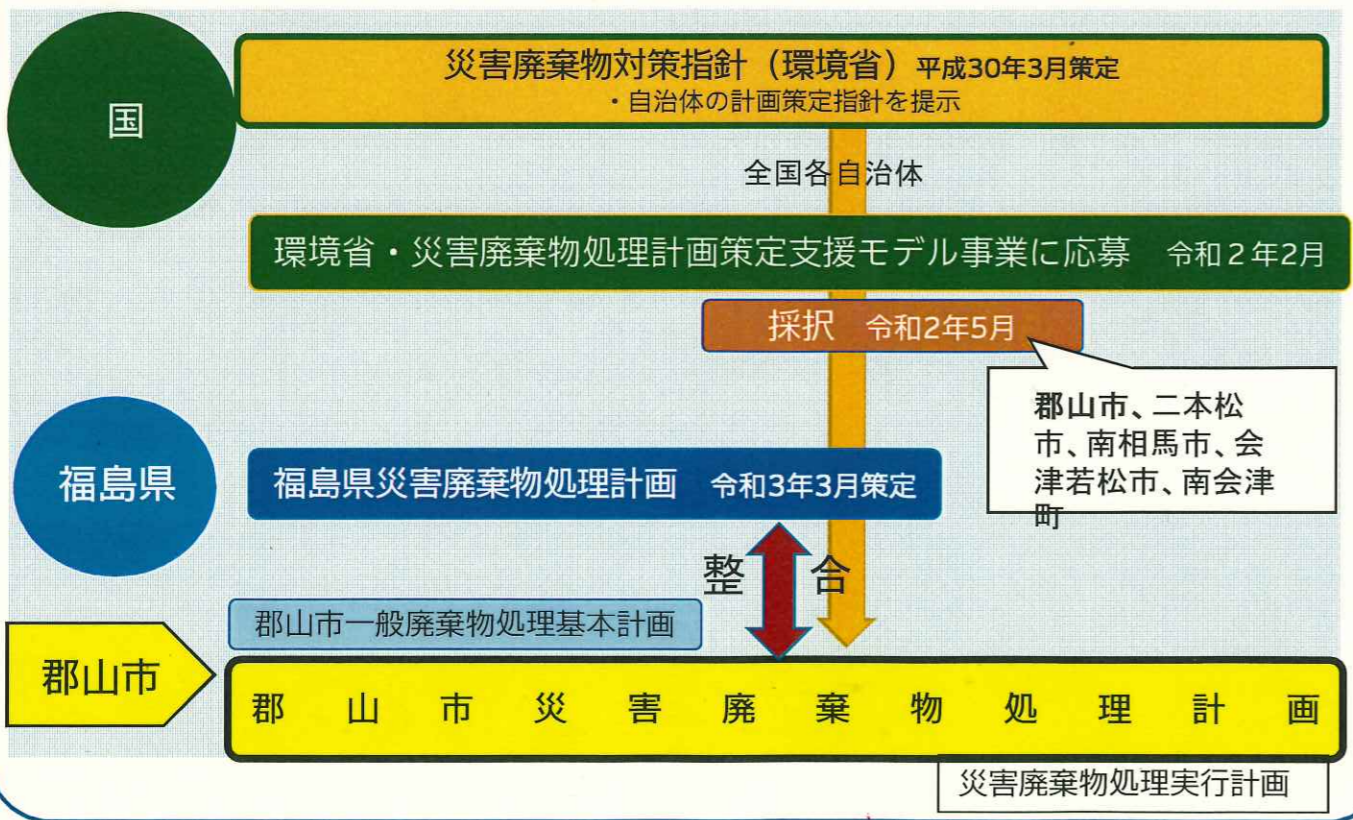 国
災害廃棄物対策指針（環境省）平成30年3月策定
・自治体の計画策定指針を提示
全国各自治体
環境省・災害廃棄物処理計画策定支援モデル事業に応募　令和２年2月
採択　令和2年5月
郡山市、二本松
市、南相馬市、会
津若松市、南会津
町
福島県
福島県災害廃棄物処理計画　令和3年3月策定
整　合
郡山市一般廃棄物処理基本計画
郡山市
郡山市災害廃棄物処理計画
災害廃棄物処理実行計画